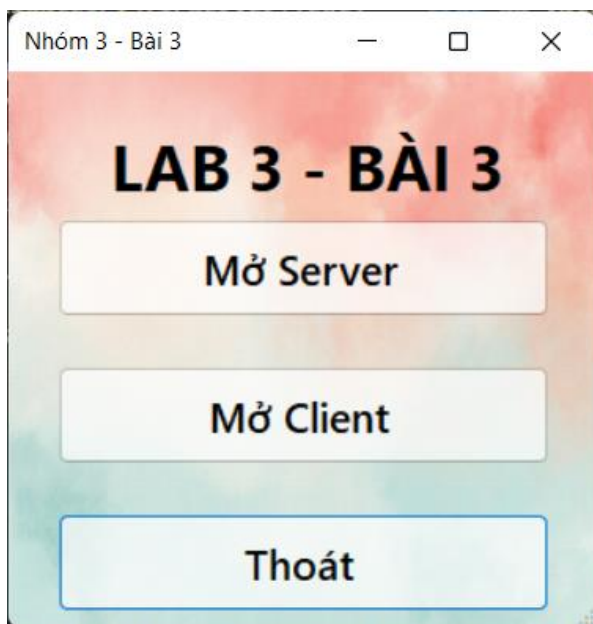 Nhóm 3 - Bài 3
LAB 3 - BÀI 3
Mở Server
Mở Client
Thoát